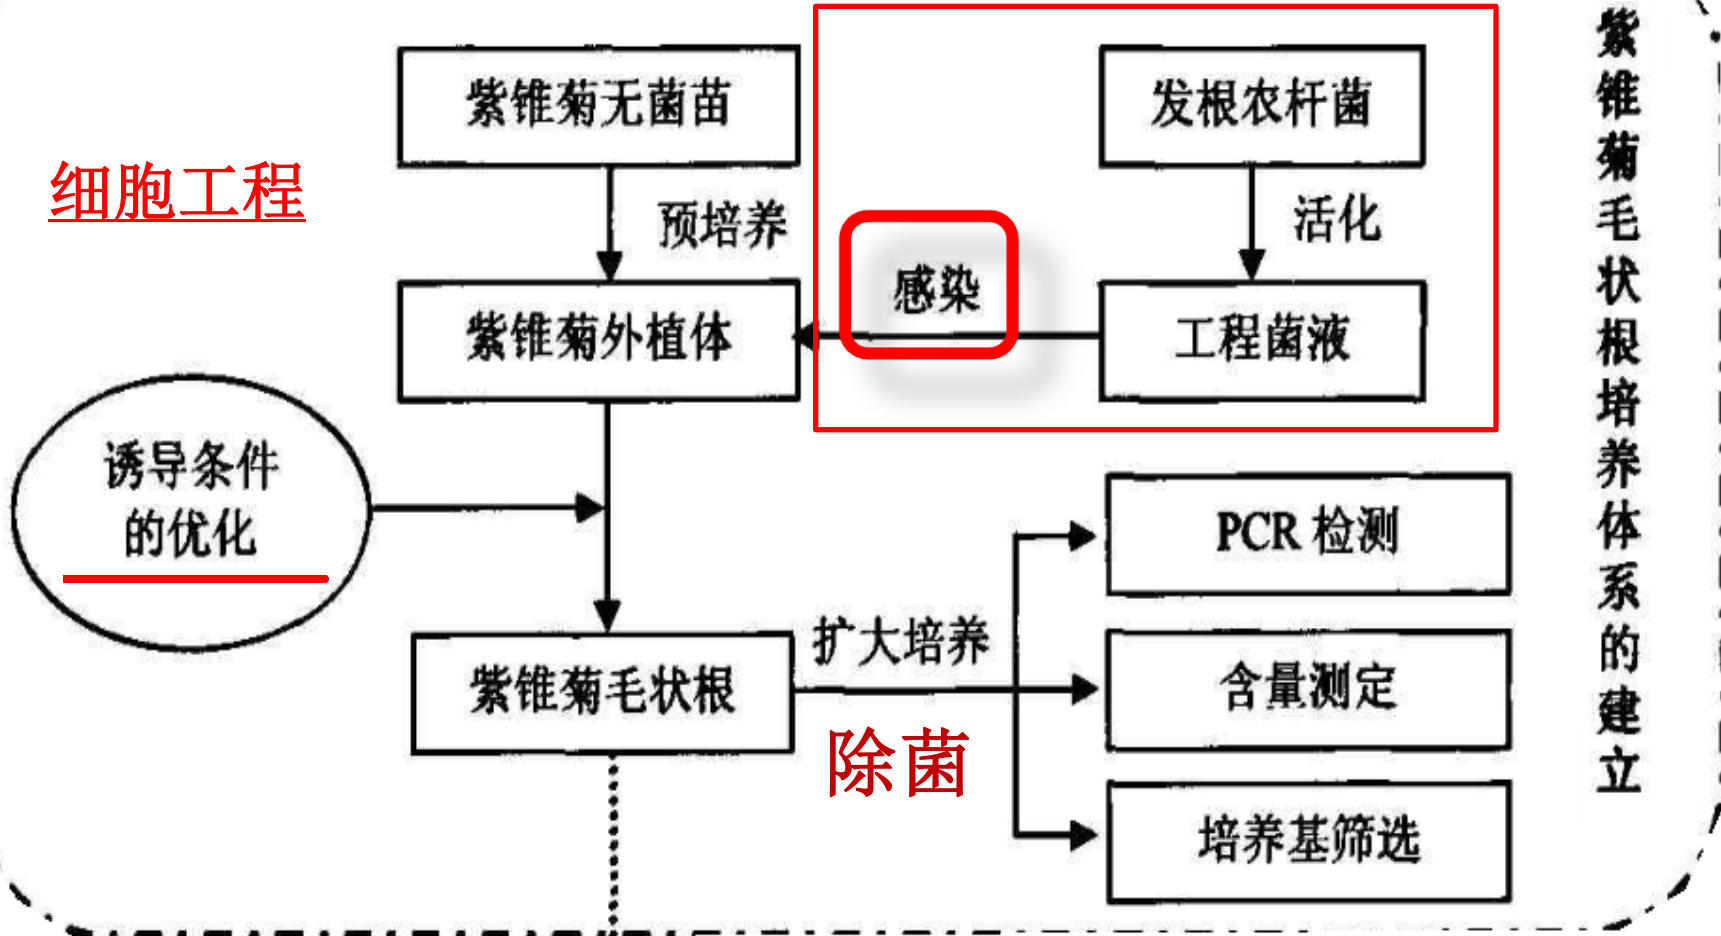 紫锥菊无菌苗
发根农杆菌
细胞工程
预培养
活化
感染
紫锥菊外植体
工程菌液
诱导条件
的优化
PCR 检测
扩大培养
紫锥菊毛状根
含量测定
除菌
培养基筛选
紫锥菊毛状根培养体系的建立